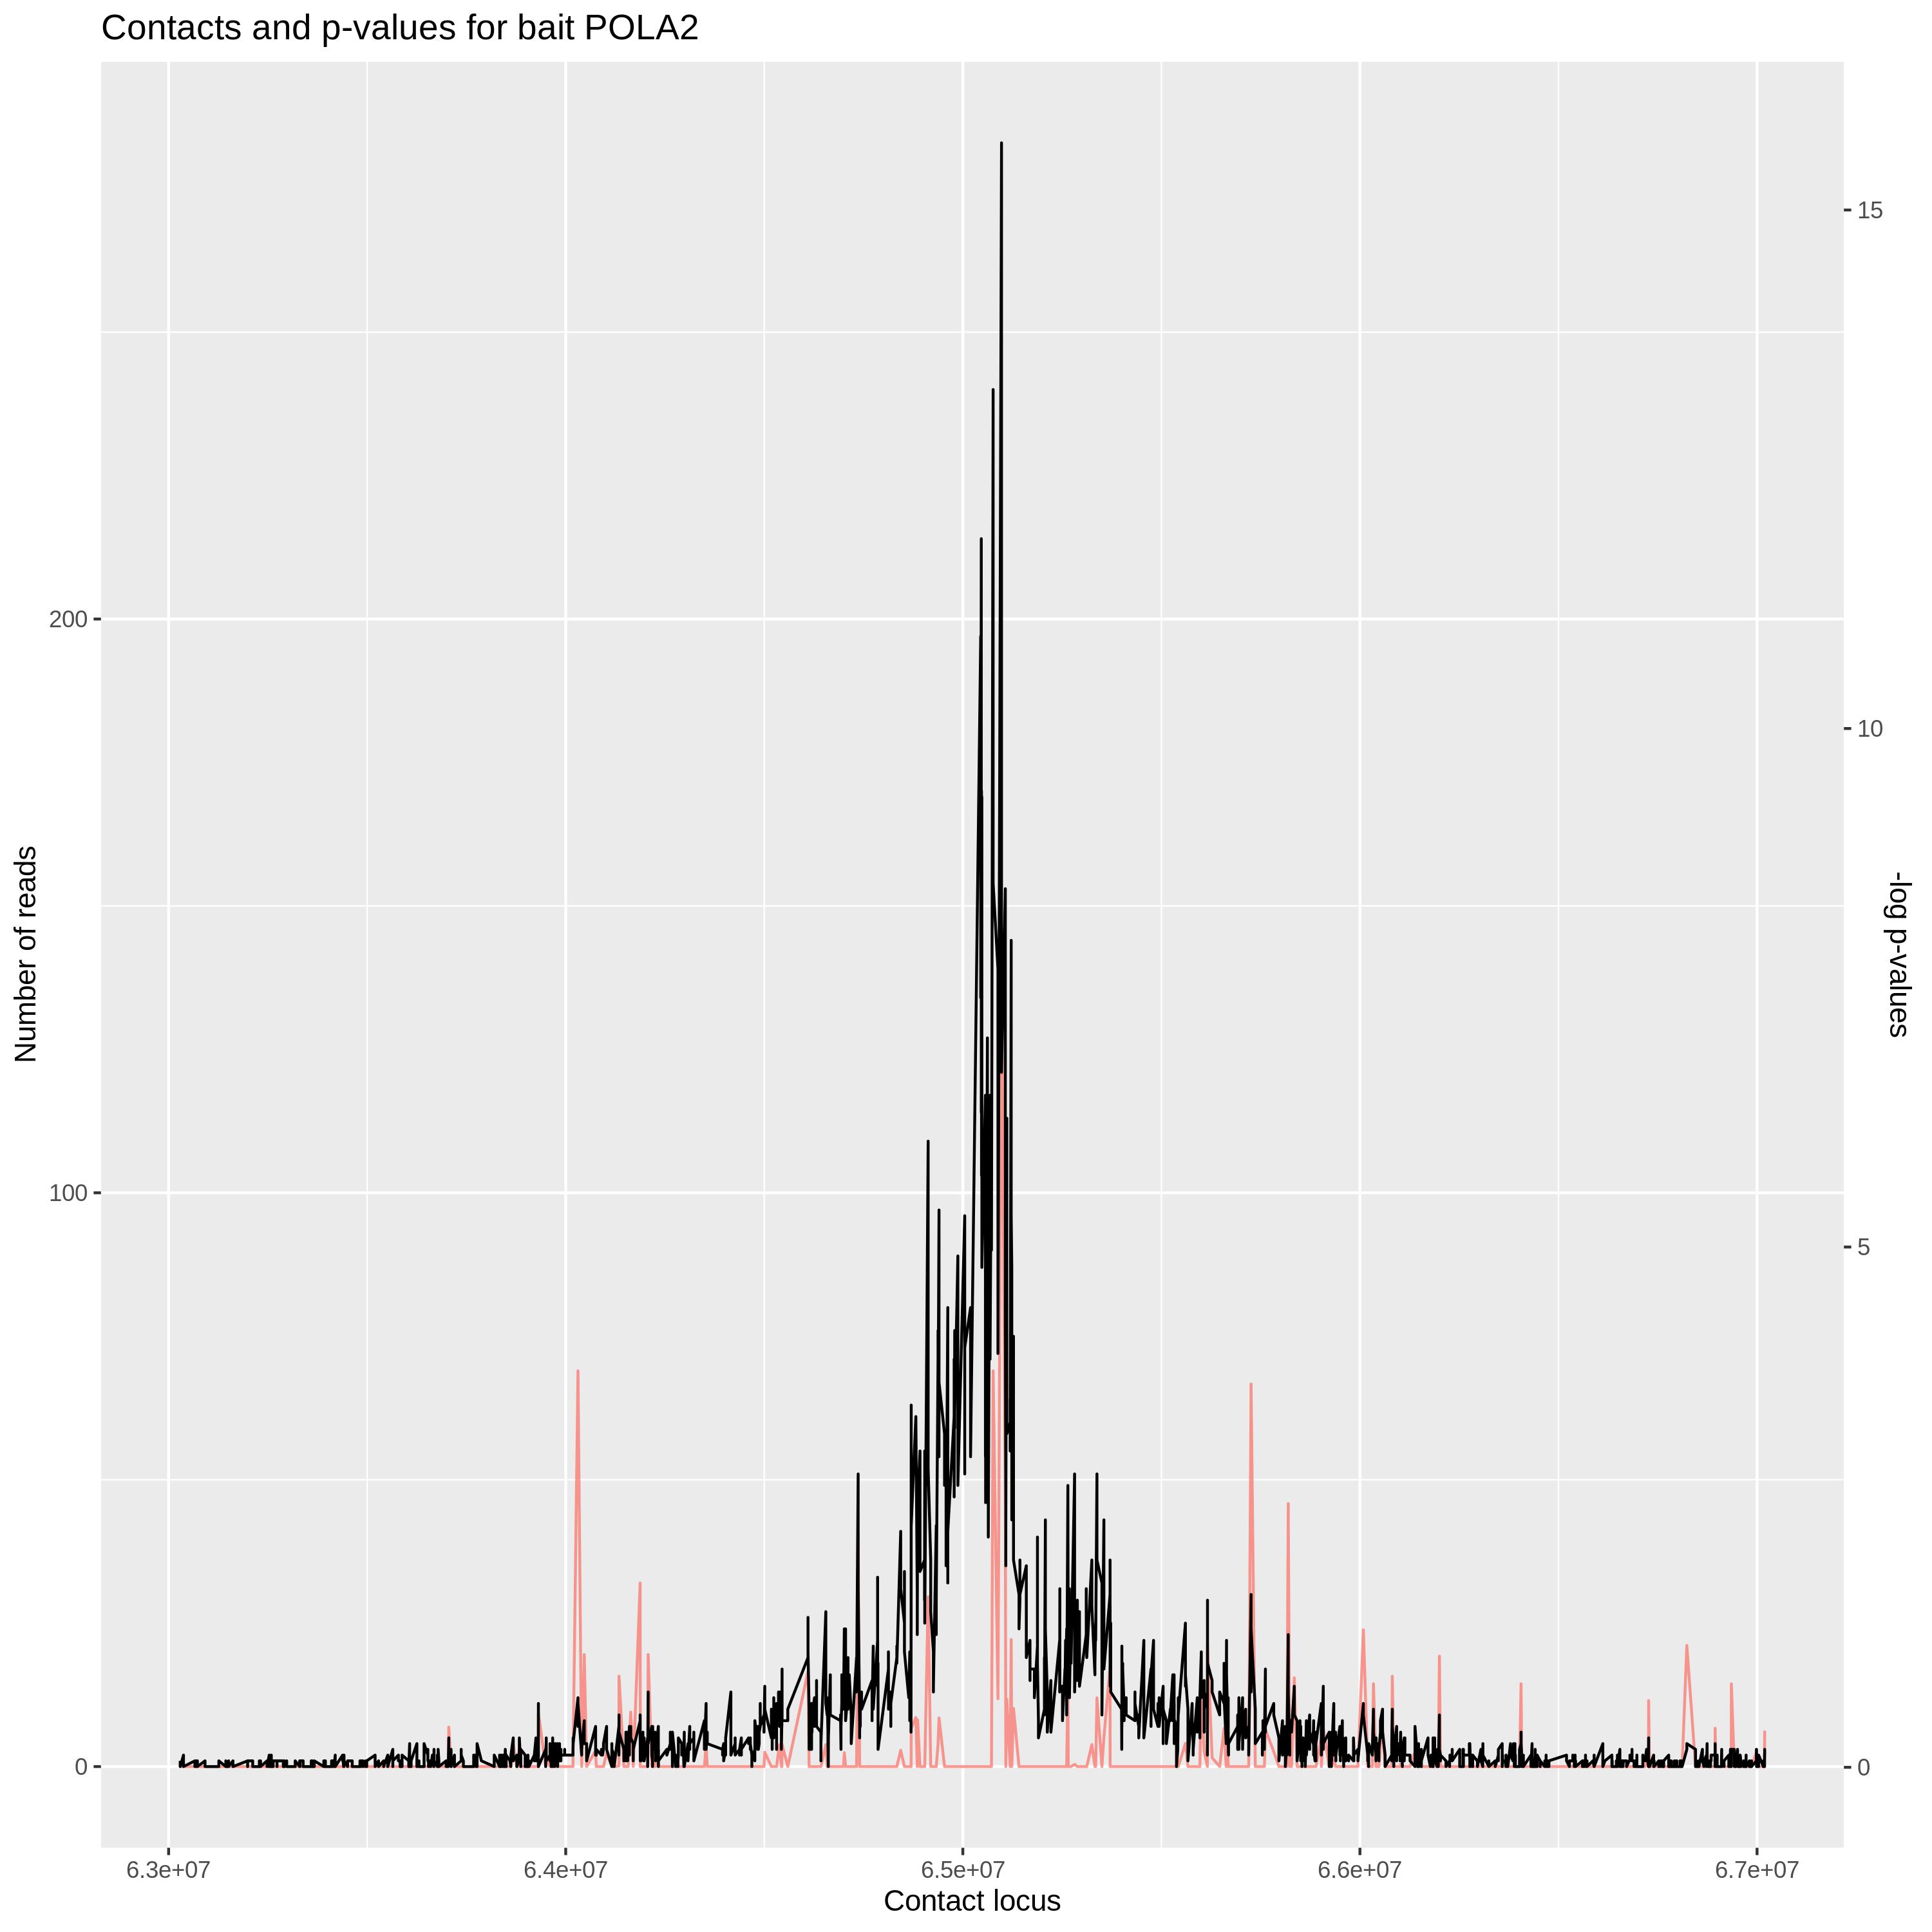 Contacts and p-values for bait POLA2
Number of reads
200
100
0
15
10
5
0
-log p-values
6.3e+07
6.4e+07
6.5e+07
6.6e+07
6.7e+07
Contact locus